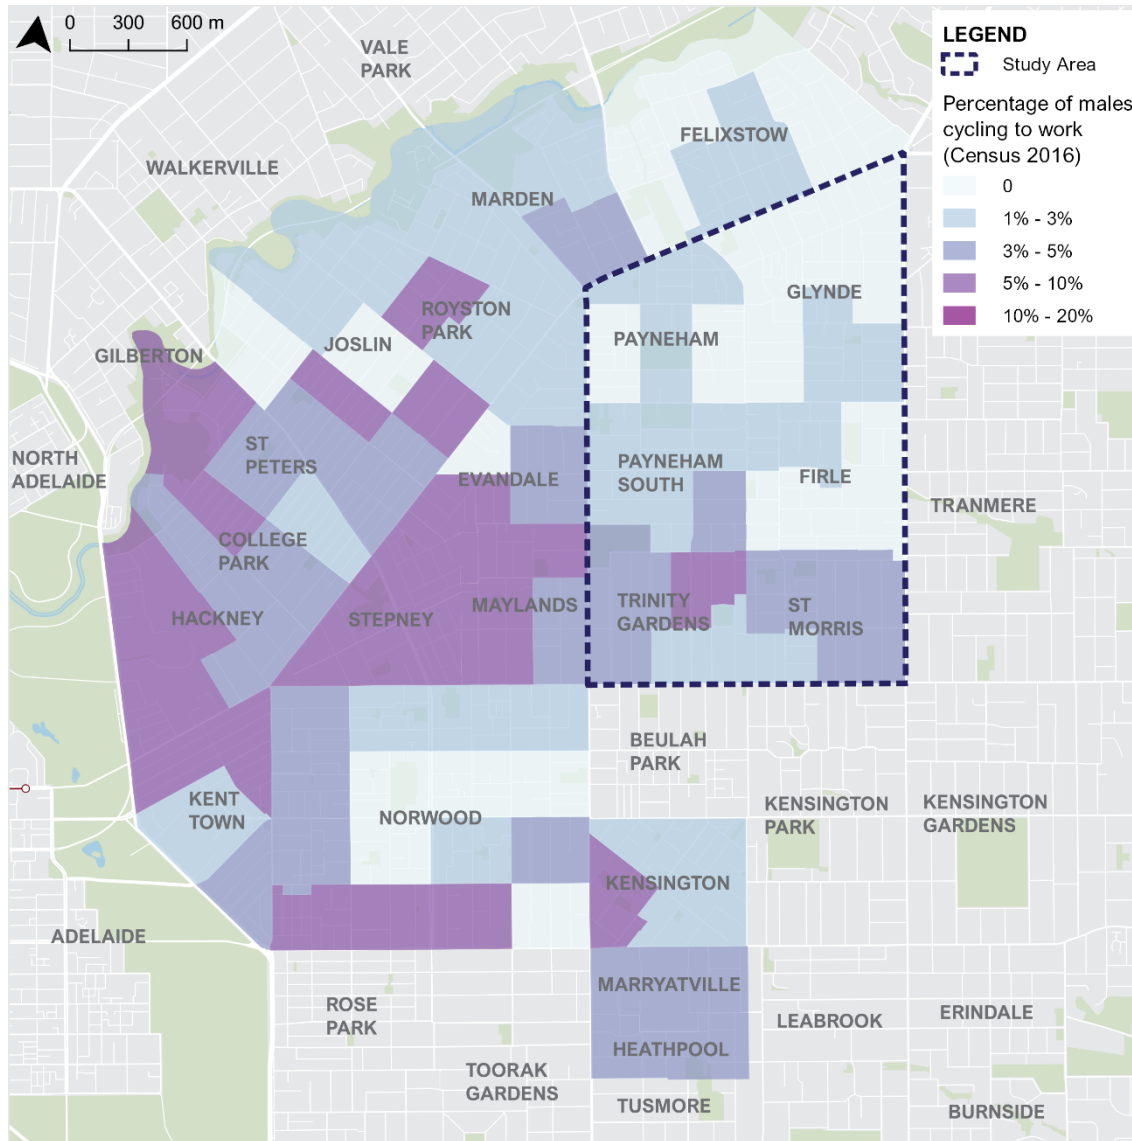 0 300 600 m
VALE
PARK
LEGEND
Study Area
Percentage of males
cycling to work
(Census 2016)
0
1% - 3%
3% - 5%
5% - 10%
10% - 20%
FELIXSTOW
WALKERVILLE
MARDEN
GLYNDE
ROYSTON
PARK
PAYNEHAM
JOSLIN
GILBERTON
ST
PETERS
NORTH
ADELAIDE
EVANDALE
PAYNEHAM
SOUTH
FIRLE
TRANMERE
COLLEGE
PARK
HACKNEY
STEPNEY
MAYLANDS
TRINITY
GARDENS
ST
MORRIS
BEULAH
PARK
KENT
TOWN
NORWOOD
KENSINGTON
PARK
KENSINGTON
GARDENS
KENSINGTON
ADELAIDE
MARRYATVILLE
ROSE
PARK
LEABROOK
ERINDALE
HEATHPOOL
TOORAK
GARDENS
TUSMORE
BURNSIDE